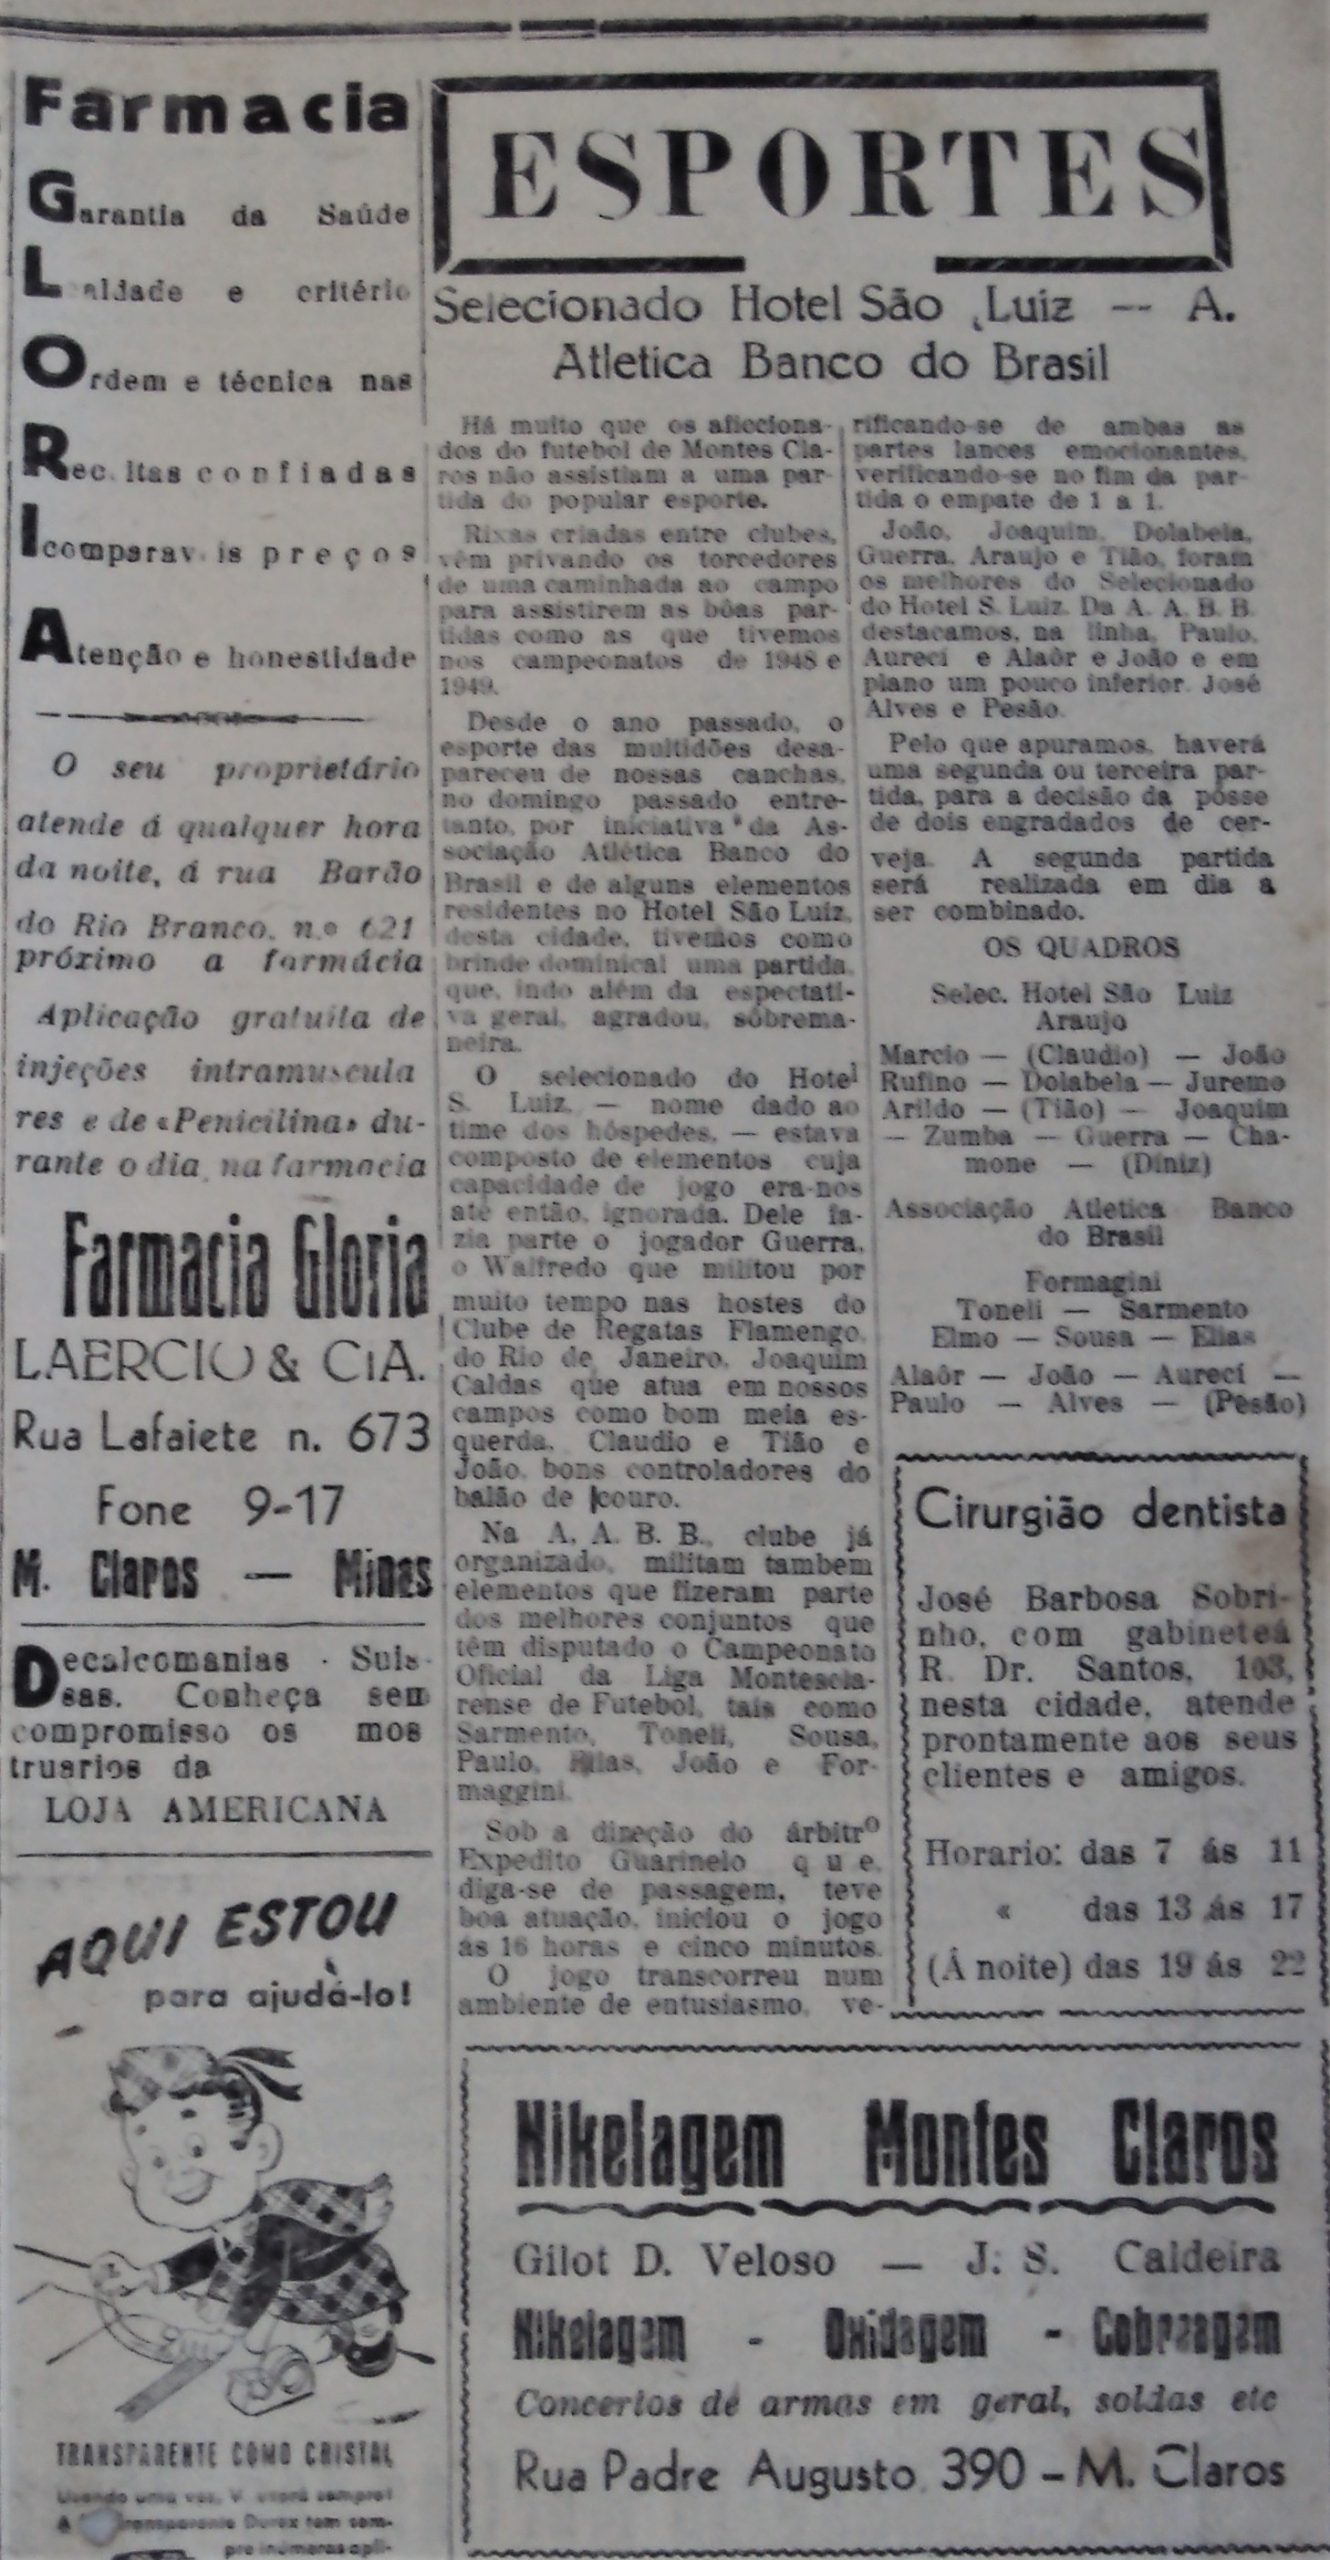 Farmacia
Garantia da Saúde
Lealdade e critério
Ordem e técnica nas
Rec. itas confiadas
Icomparav is preços
Atenção e honestidade
O seu proprietário
atende á qualquer hora
da noite, á rua Barão
do Rio Branco, n.º 621
próximo a farmácia
Aplicação gratuita de
injeções intramuscula
res e de «Penicilina» du-
rante o dia, na farmacia
Farmacia Gloria
LAERCIO & CiA.
Rua Lafaiete n. 673
Fone 9-17
M. Claros — Minas
Decalcomanias - Suis-
sas. Conheça sem
compromisso os mos
truarios da
LOJA AMERICANA
AQUI ESTOU
para ajudá-lo!
TRANSPARENTE COMO CRISTAL
Usando uma vez, V. usará sempre!
A transparente Durex tem sem-
pre inúmeras apli-
ESPORTES
Selecionado Hotel São Luiz -- A.
Atletica Banco do Brasil
Há muito que os aficciona-
dos do futebol de Montes Cla-
ros não assistiam a uma par-
tida do popular esporte.
Rixas criadas entre clubes,
vêm privando os torcedores
de uma caminhada ao campo
para assistirem as bôas par-
tidas como as que tivemos
nos campeonatos de 1948 e
1949.
Desde o ano passado, o
esporte das multidões desa-
pareceu de nossas canchas,
no domingo passado entre-
tanto, por iniciativa da As-
sociação Atlética Banco do
Brasil e de alguns elementos
residentes no Hotel São Luiz,
desta cidade, tivemos como
brinde dominical uma partida
que, indo além da espectati-
va geral, agradou, sobrema-
neira.
O selecionado do Hotel
S. Luiz, — nome dado ao
time dos hóspedes, — estava
composto de elementos cuja
capacidade de jogo era-nos
até então, ignorada. Dele fa-
zia parte o jogador Guerra,
o Walfredo que militou por
muito tempo nas hostes do
Clube de Regatas Flamengo,
do Rio de Janeiro, Joaquim
Caldas que atua em nossos
campos como bom meia es-
querda, Claudio e Tião e
João, bons controladores do
balão de couro.
Na A. A. B. B., clube já
organizado, militam tambem
elementos que fizeram parte
dos melhores conjuntos que
têm disputado o Campeonato
Oficial da Liga Montescla-
rense de Futebol, tais como
Sarmento, Toneli, Sousa,
Paulo, Elias, João e For-
maggini.
Sob a direção do árbitro
Expedito Guarinelo que,
diga-se de passagem, teve
boa atuação, iniciou o jogo
ás 16 horas e cinco minutos.
O jogo transcorreu num
ambiente de entusiasmo, ve-
rificando-se de ambas as
partes lances emocionantes,
verificando-se no fim da par-
tida o empate de 1 a 1.
João, Joaquim, Dolabela,
Guerra, Araujo e Tião, foram
os melhores do Selecionado
do Hotel S. Luiz. Da A. A. B. B.
destacamos, na linha, Paulo,
Aureci e Alaôr e João e em
plano um pouco inferior, José
Alves e Pesão.
Pelo que apuramos, haverá
uma segunda ou terceira par-
tida, para a decisão da pósse
de dois engradados de cer-
veja. A segunda partida
será realizada em dia a
ser combinado.
OS QUADROS
Selec. Hotel São Luiz
Araujo
Marcio — (Claudio) — João
Rufino — Dolabela — Juremo
Arildo — (Tião) — Joaquim
— Zumba — Guerra — Cha-
mone — (Diniz)
Associação Atletica Banco
do Brasil
Formagini
Toneli — Sarmento
Elmo — Sousa — Elias
Alaôr — João — Aureci —
Paulo — Alves — (Pesão)
Cirurgião dentista
José Barbosa Sobri-
nho, com gabinete á
R. Dr. Santos, 103,
nesta cidade, atende
prontamente aos seus
clientes e amigos.
Horario: das 7 ás 11
« das 13 ás 17
(À noite) das 19 ás 22
Nikelagem Montes Claros
Gilot D. Veloso — J. S. Caldeira
Nikelagem - Oxidagem - Cobreagem
Concertos de armas em geral, soldas etc
Rua Padre Augusto, 390 – M. Claros